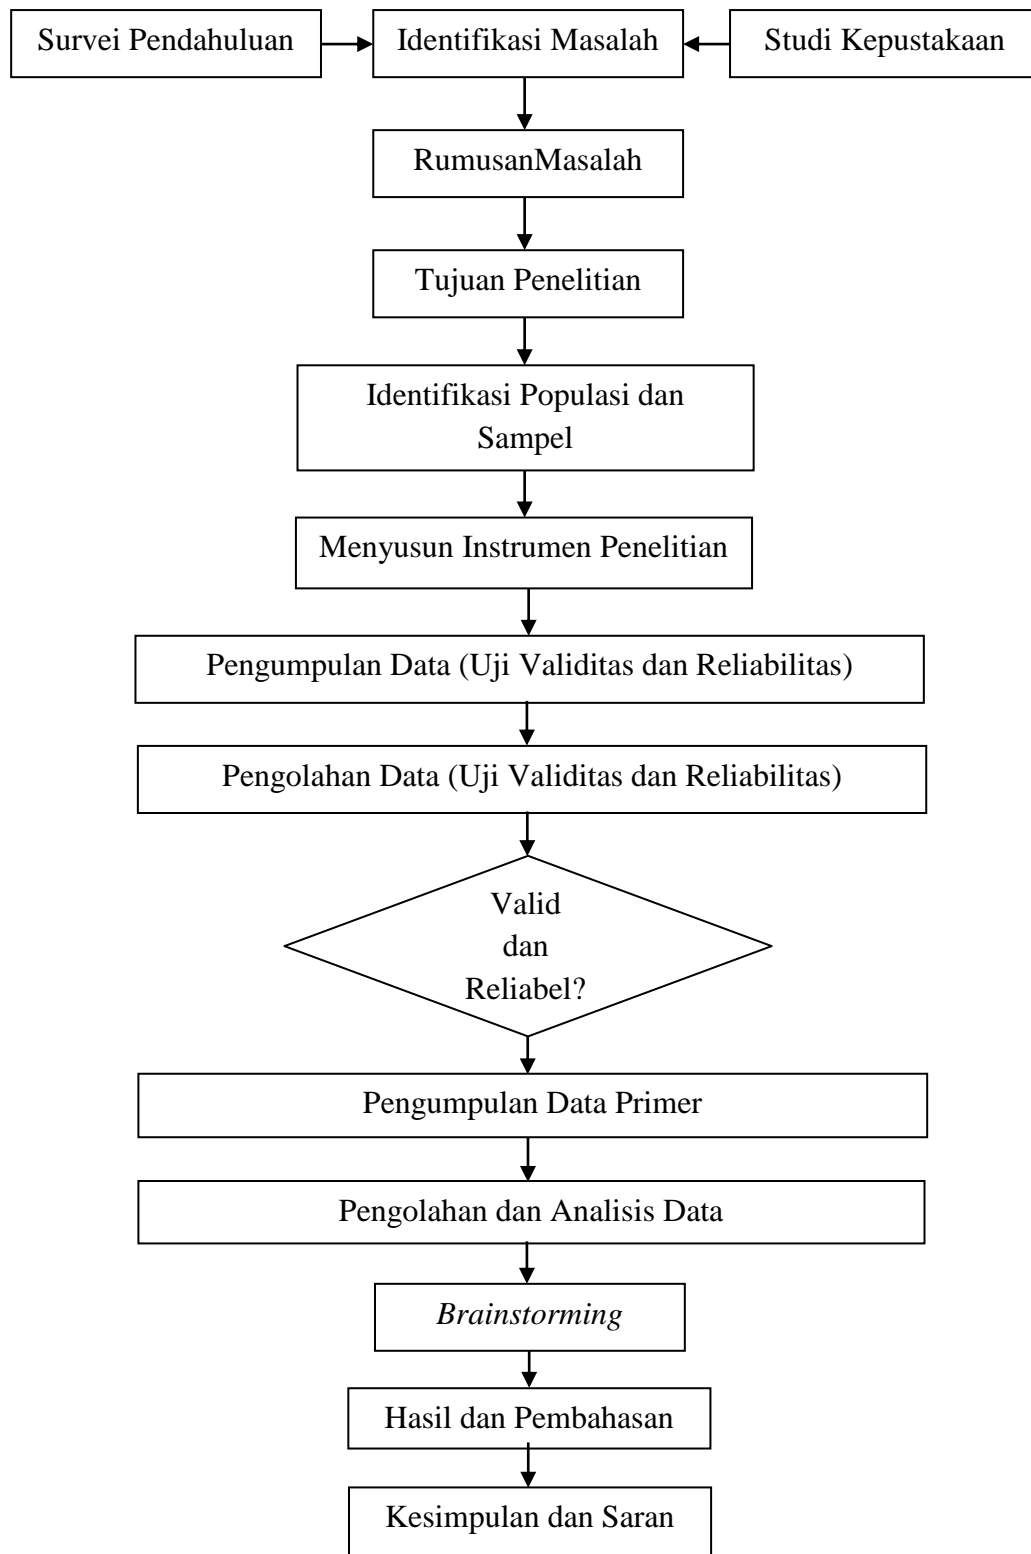 Survei Pendahuluan
Identifikasi Masalah
Studi Kepustakaan
RumusanMasalah
Tujuan Penelitian
Identifikasi Populasi dan
Sampel
Menyusun Instrumen Penelitian
Pengumpulan Data (Uji Validitas dan Reliabilitas)
Pengolahan Data (Uji Validitas dan Reliabilitas)
Valid
dan
Reliabel?
Pengumpulan Data Primer
Pengolahan dan Analisis Data
Brainstorming
Hasil dan Pembahasan
Kesimpulan dan Saran